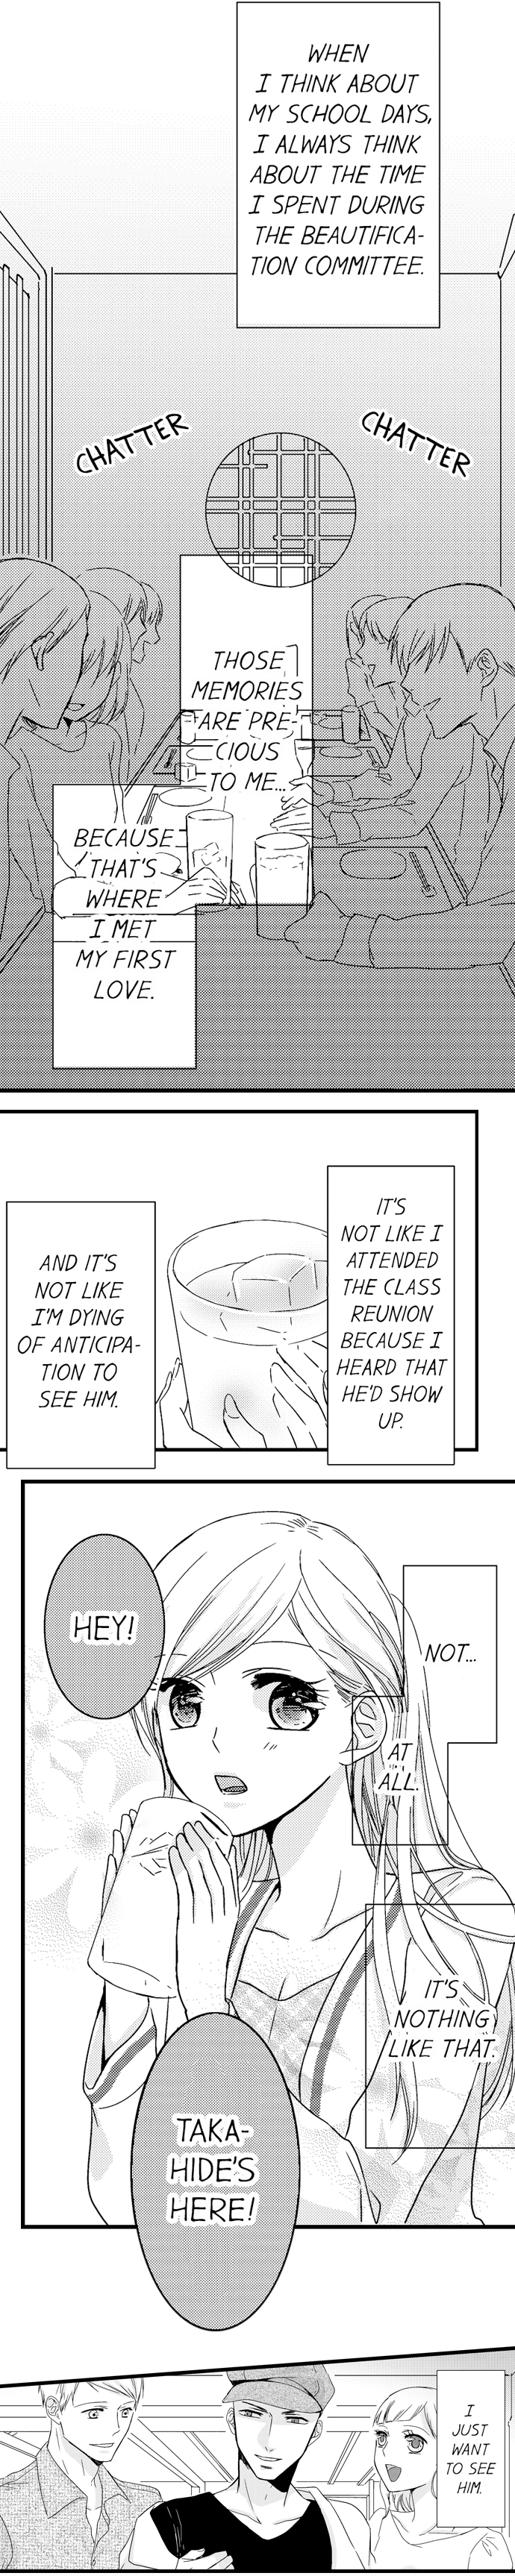 WHEN
I THINK ABOUT
MY SCHOOL DAYS,
I ALWAYS THINK
ABOUT THE TIME
I SPENT DURING
THE BEAUTIFICA-
TION COMMITTEE.
CHATTER
CHATTER
THOSE
MEMORIES
ARE PRE-
CIOUS
TO ME...
BECAUSE
THAT'S
WHERE
I MET
MY FIRST
LOVE.
IT'S
NOT LIKE I
ATTENDED
THE CLASS
REUNION
BECAUSE I
HEARD THAT
HE'D SHOW
UP.
AND IT'S
NOT LIKE
I'M DYING
OF ANTICIPA-
TION TO
SEE HIM.
HEY!
NOT...
AT
ALL.
IT'S
NOTHING
LIKE THAT.
TAKA-
HIDE'S
HERE!
I
JUST
WANT
TO SEE
HIM.